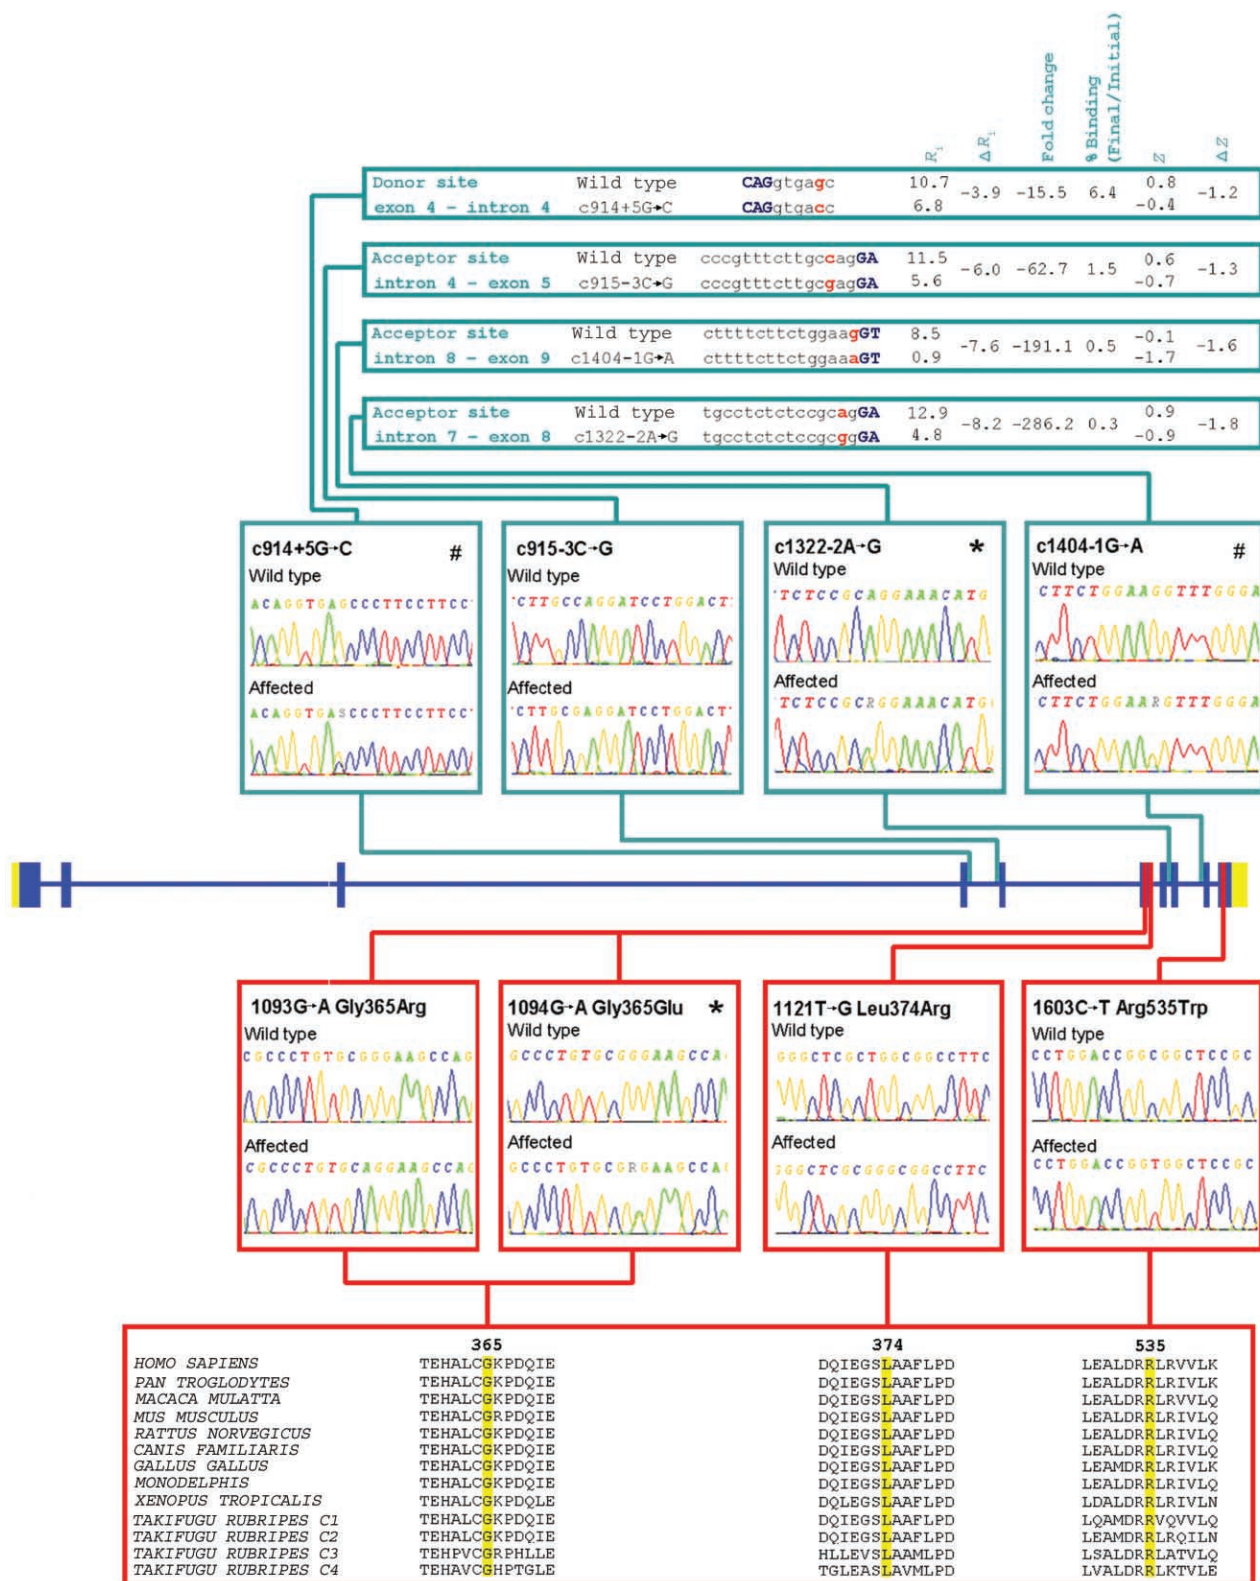 Rᵢ ΔRᵢ Fold change % Binding (Final/Initial) Z ΔZ
Donor site Wild type CAGgtgagc 10.7 -3.9 -15.5 6.4 0.8 -1.2
exon 4 - intron 4 c914+5G→C CAGgtgacc 6.8 -0.4
Acceptor site Wild type cccgtttcttgccagGA 11.5 -6.0 -62.7 1.5 0.6 -1.3
intron 4 - exon 5 c915-3C→G cccgtttcttgcgagGA 5.6 -0.7
Acceptor site Wild type cttttcttctggaagGT 8.5 -7.6 -191.1 0.5 -0.1 -1.6
intron 8 - exon 9 c1404-1G→A cttttcttctggaaaGT 0.9 -1.7
Acceptor site Wild type tgcctctctccgcagGA 12.9 -8.2 -286.2 0.3 0.9 -1.8
intron 7 - exon 8 c1322-2A→G tgcctctctccgcggGA 4.8 -0.9
c914+5G→C #
Wild type
ACAGGTGAGCCCTTCCTTCC
Affected
ACAGGTGASCCCTTCCTTCC
c915-3C→G
Wild type
CTTGCCAGGATCCTGGACT
Affected
CTTGCGAGGATCCTGGACT
c1322-2A→G *
Wild type
TCTCCGCAGGAAACATG
Affected
TCTCCGCRGGAAACATG
c1404-1G→A #
Wild type
CTTCTGGAAGGTTTGGGA
Affected
CTTCTGGAARGTTTGGGA
1093G→A Gly365Arg
Wild type
CGCCCTGTGCGGGAAGCCAG
Affected
CGCCCTGTGCAGGAAGCCAG
1094G→A Gly365Glu *
Wild type
GCCCTGTGCGGGAAGCCA
Affected
GCCCTGTGCGRGAAGCCA
1121T→G Leu374Arg
Wild type
GGGCTCGCTGGCGGCCTTC
Affected
GGGCTCGCGGGCGGCCTTC
1603C→T Arg535Trp
Wild type
CCTGGACCGGCGGCTCCGC
Affected
CCTGGACCGGTGGCTCCGC
365 374 535
HOMO SAPIENS TEHALCGKPDQIE DQIEGSLAAFLPD LEALDRRLRVVLK
PAN TROGLODYTES TEHALCGKPDQIE DQIEGSLAAFLPD LEALDRRLRIVLK
MACACA MULATTA TEHALCGKPDQIE DQIEGSLAAFLPD LEALDRRLRVVLQ
MUS MUSCULUS TEHALCGRPDQIE DQIEGSLAAFLPD LEALDRRLRIVLQ
RATTUS NORVEGICUS TEHALCGKPDQIE DQIEGSLAAFLPD LEALDRRLRIVLQ
CANIS FAMILIARIS TEHALCGKPDQIE DQIEGSLAAFLPD LEALDRRLRIVLQ
GALLUS GALLUS TEHALCGKPDQIE DQIEGSLAAFLPD LEAMDRRLRIVLK
MONODELPHIS TEHALCGKPDQIE DQIEGSLAAFLPD LEALDRRLRIVLQ
XENOPUS TROPICALIS TEHALCGKPDQLE DQLEGSLAAFLPD LDALDRRLRIVLN
TAKIFUGU RUBRIPES C1 TEHALCGKPDQIE DQIEGSLAAFLPD LQAMDRRVQVVLQ
TAKIFUGU RUBRIPES C2 TEHALCGKPDQIE DQIEGSLAAFLPD LEAMDRRLRQILN
TAKIFUGU RUBRIPES C3 TEHPVCGRPHLLE HLLEVSLAAMLPD LSALDRRLATVLQ
TAKIFUGU RUBRIPES C4 TEHAVCGHPTGLE TGLEASLAVMLPD LVALDRRLKTVLE